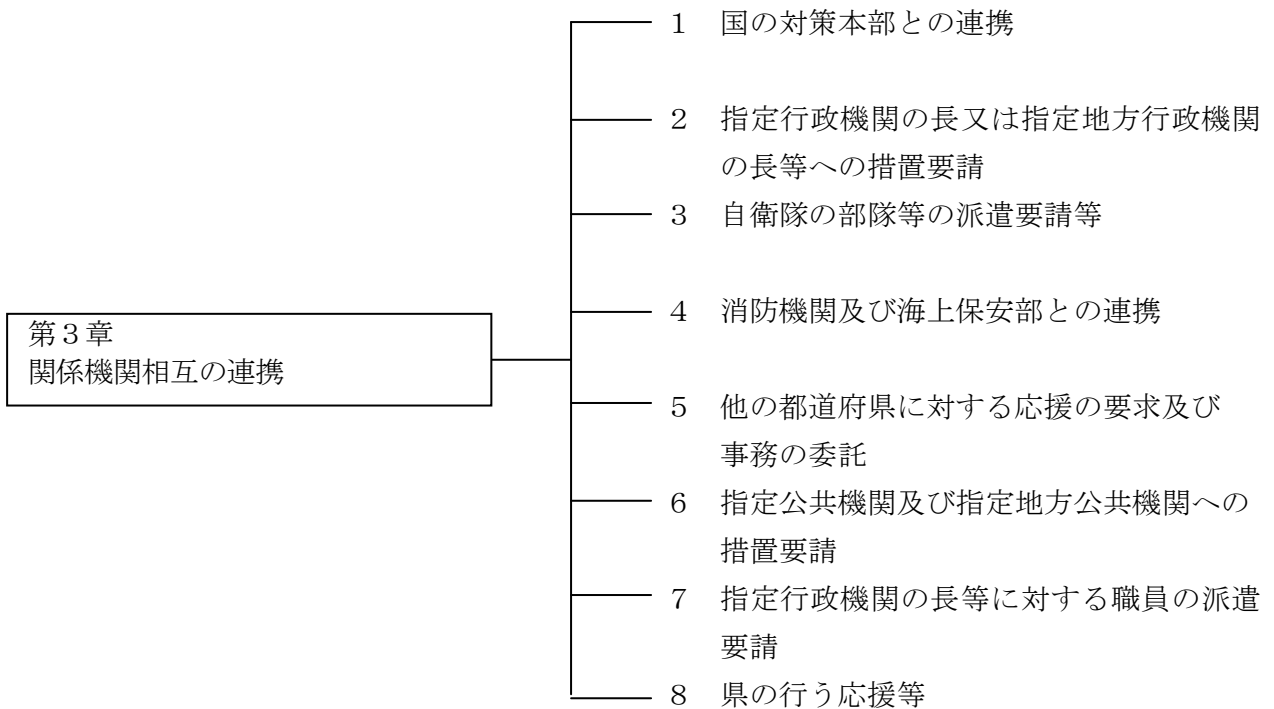 第３章
関係機関相互の連携
１　国の対策本部との連携
２　指定行政機関の長又は指定地方行政機関
の長等への措置要請
３　自衛隊の部隊等の派遣要請等
４　消防機関及び海上保安部との連携
５　他の都道府県に対する応援の要求及び
事務の委託
６　指定公共機関及び指定地方公共機関への
措置要請
７　指定行政機関の長等に対する職員の派遣
要請
８　県の行う応援等